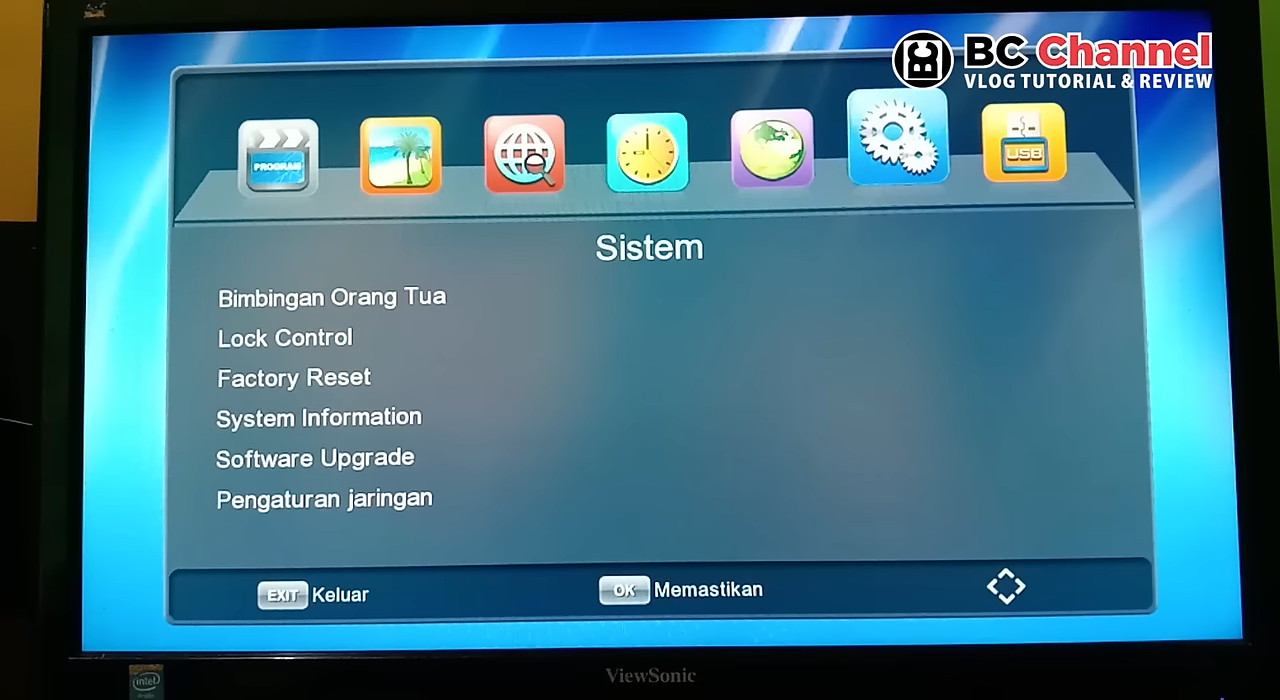 BC Channel
VLOG TUTORIAL & REVIEW
PROGRAM
USB
Sistem
Bimbingan Orang Tua
Lock Control
Factory Reset
System Information
Software Upgrade
Pengaturan jaringan
EXIT Keluar
OK Memastikan
ViewSonic
intel